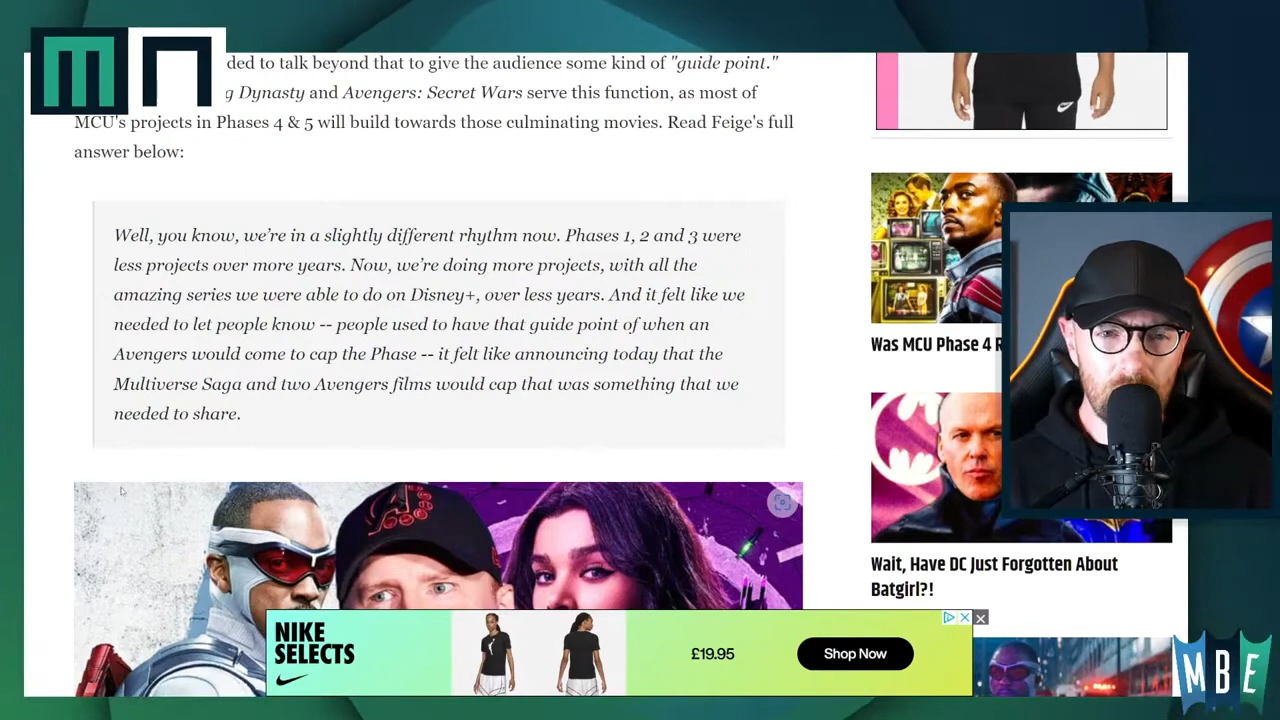 ded to talk beyond that to give the audience some kind of "guide point."
g Dynasty and Avengers: Secret Wars serve this function, as most of
MCU's projects in Phases 4 & 5 will build towards those culminating movies. Read Feige's full
answer below:
Well, you know, we're in a slightly different rhythm now. Phases 1, 2 and 3 were
less projects over more years. Now, we're doing more projects, with all the
amazing series we were able to do on Disney+, over less years. And it felt like we
needed to let people know -- people used to have that guide point of when an
Avengers would come to cap the Phase -- it felt like announcing today that the
Multiverse Saga and two Avengers films would cap that was something that we
needed to share.
Was MCU Phase 4 R
Wait, Have DC Just Forgotten About
Batgirl?!
NIKE
SELECTS
£19.95
Shop Now
MBE